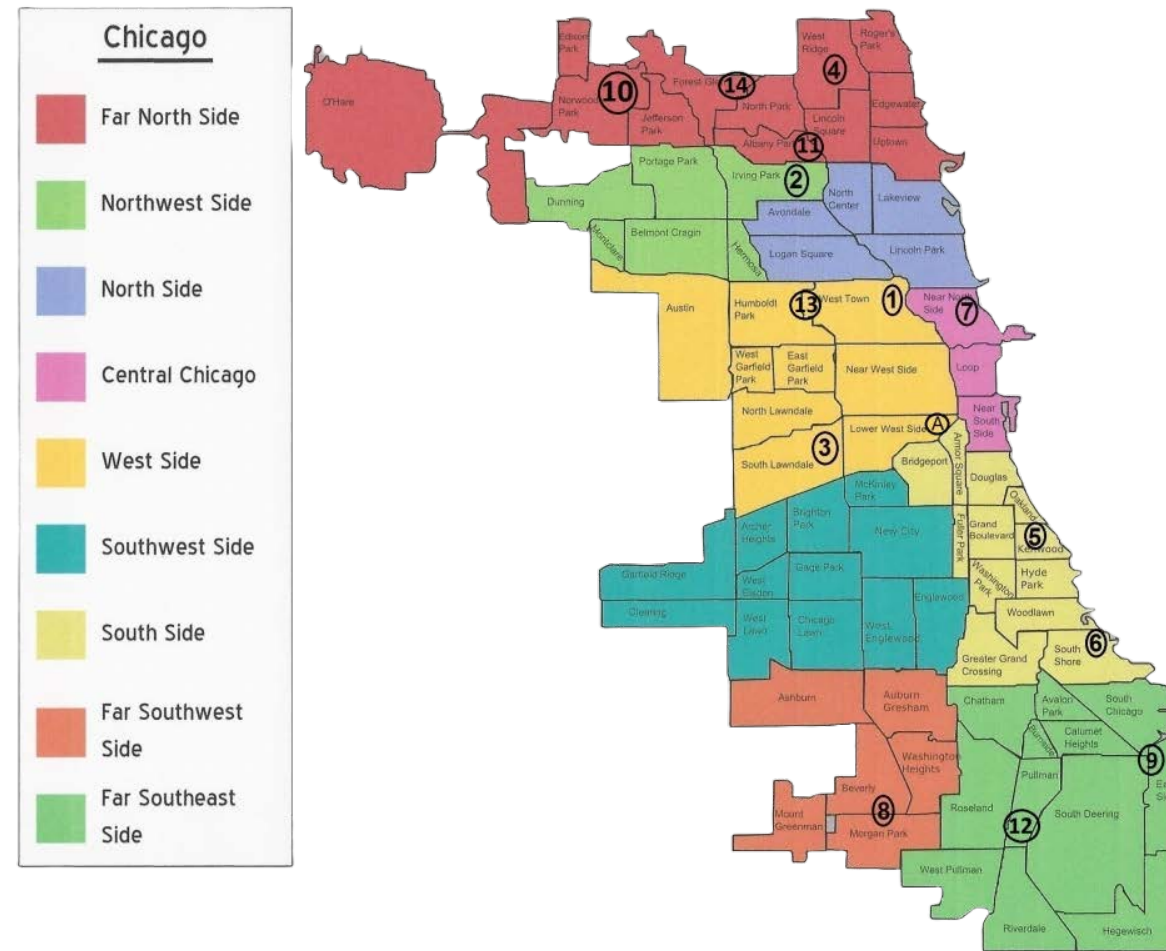 Chicago
Far North Side
Northwest Side
North Side
Central Chicago
West Side
Southwest Side
South Side
Far Southwest
Side
Far Southeast
Side
O'Hare
Edison
Park
Norwood
Park
10
Jefferson
Park
Forest
14
North Park
West
Ridge
4
Roger's
Park
Edgewater
Lincoln
Square
Uptown
Albany Park
11
Portage Park
Irving Park
2
Dunning
Montclare
Belmont Cragin
Hermosa
Avondale
North
Center
Lakeview
Logan Square
Lincoln Park
Austin
Humboldt
Park
13
West Town
1
Near North
Side
7
West
Garfield
Park
East
Garfield
Park
Near West Side
Loop
North Lawndale
Near
South
Side
Lower West Side
A
South Lawndale
3
Bridgeport
Armor Square
Douglas
Oakland
McKinley
Park
Archer
Heights
Brighton
Park
New City
Fuller Park
Grand
Boulevard
5
Kenwood
Garfield Ridge
West
Elsdon
Gage Park
Washington
Park
Hyde
Park
Clearing
West
Lawn
Chicago
Lawn
West
Englewood
Englewood
Woodlawn
Greater Grand
Crossing
South
Shore
6
Ashburn
Auburn
Gresham
Chatham
Avalon
Park
South
Chicago
Burnside
Calumet
Heights
Washington
Heights
Beverly
Mount
Greenman
8
Morgan Park
Roseland
Pullman
12
South Deering
9
West Pullman
Riverdale
Hegewisch